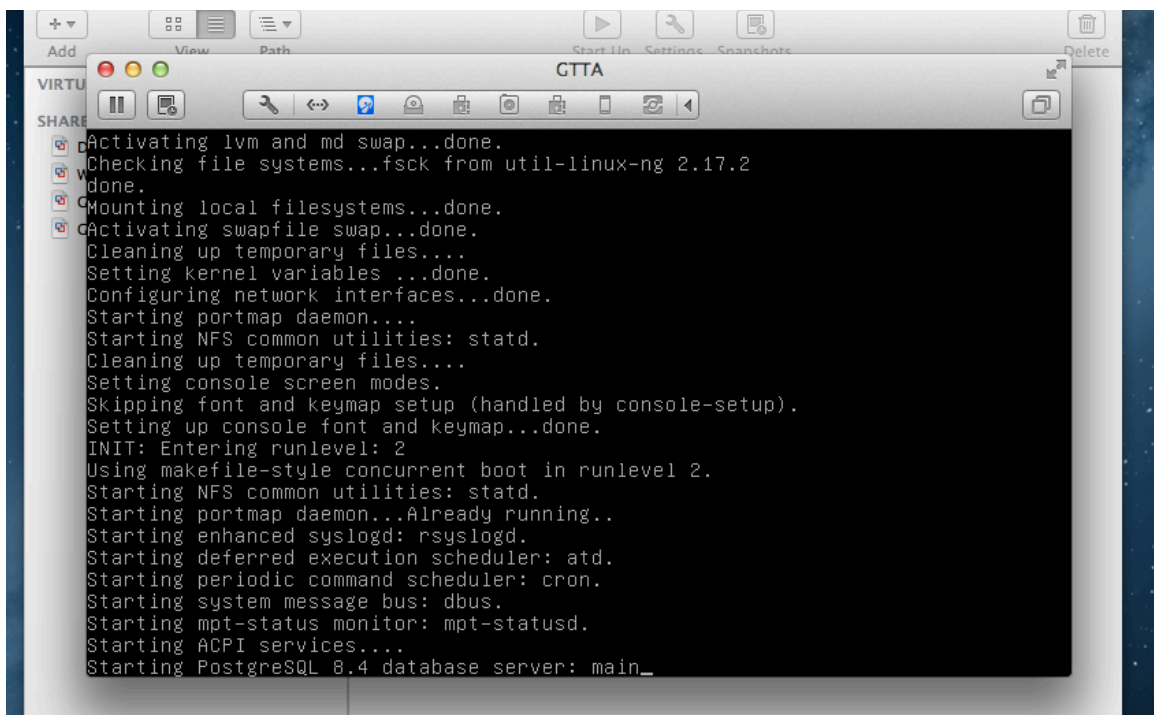 Add View Path Start Up Settings Snapshots Delete
GTTA
VIRTU
SHARE
Activating lvm and md swap...done.
Checking file systems...fsck from util-linux-ng 2.17.2
done.
Mounting local filesystems...done.
Activating swapfile swap...done.
Cleaning up temporary files....
Setting kernel variables ...done.
Configuring network interfaces...done.
Starting portmap daemon....
Starting NFS common utilities: statd.
Cleaning up temporary files....
Setting console screen modes.
Skipping font and keymap setup (handled by console-setup).
Setting up console font and keymap...done.
INIT: Entering runlevel: 2
Using makefile-style concurrent boot in runlevel 2.
Starting NFS common utilities: statd.
Starting portmap daemon...Already running..
Starting enhanced syslogd: rsyslogd.
Starting deferred execution scheduler: atd.
Starting periodic command scheduler: cron.
Starting system message bus: dbus.
Starting mpt-status monitor: mpt-statusd.
Starting ACPI services....
Starting PostgreSQL 8.4 database server: main_